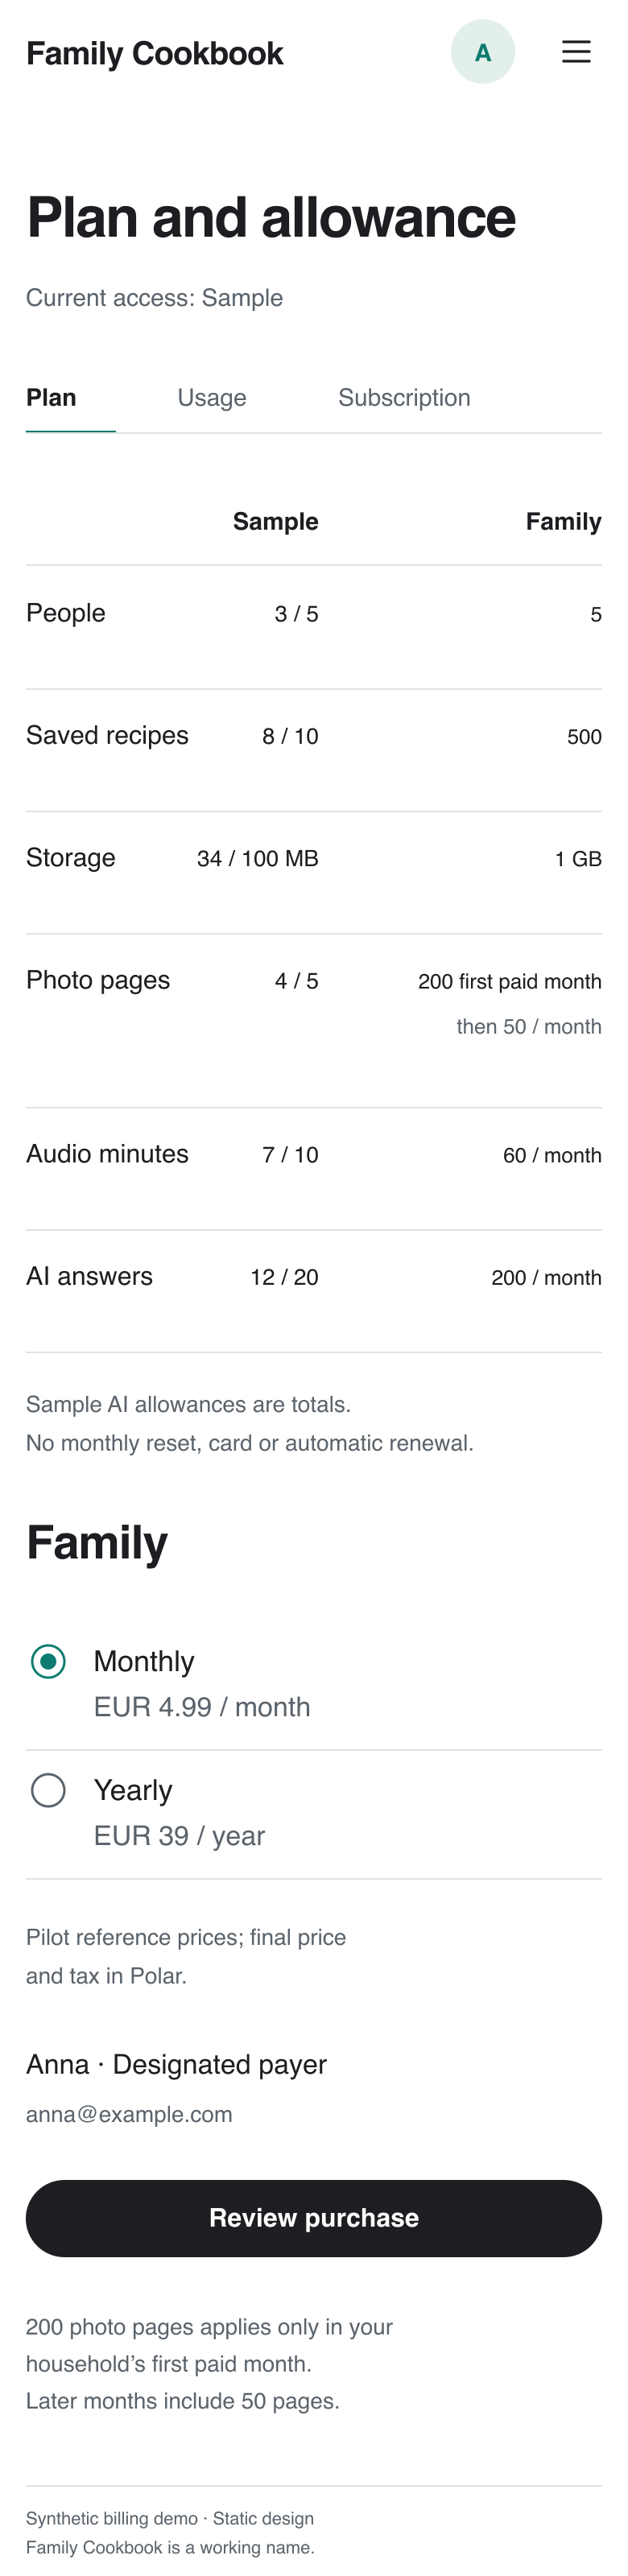 Family Cookbook A
Plan and allowance
Current access: Sample
Plan Usage Subscription
Sample Family
People 3 / 5 5
Saved recipes 8 / 10 500
Storage 34 / 100 MB 1 GB
Photo pages 4 / 5 200 first paid month
then 50 / month
Audio minutes 7 / 10 60 / month
AI answers 12 / 20 200 / month
Sample AI allowances are totals.
No monthly reset, card or automatic renewal.
Family
Monthly
EUR 4.99 / month
Yearly
EUR 39 / year
Pilot reference prices; final price
and tax in Polar.
Anna · Designated payer
anna@example.com
Review purchase
200 photo pages applies only in your
household’s first paid month.
Later months include 50 pages.
Synthetic billing demo · Static design
Family Cookbook is a working name.